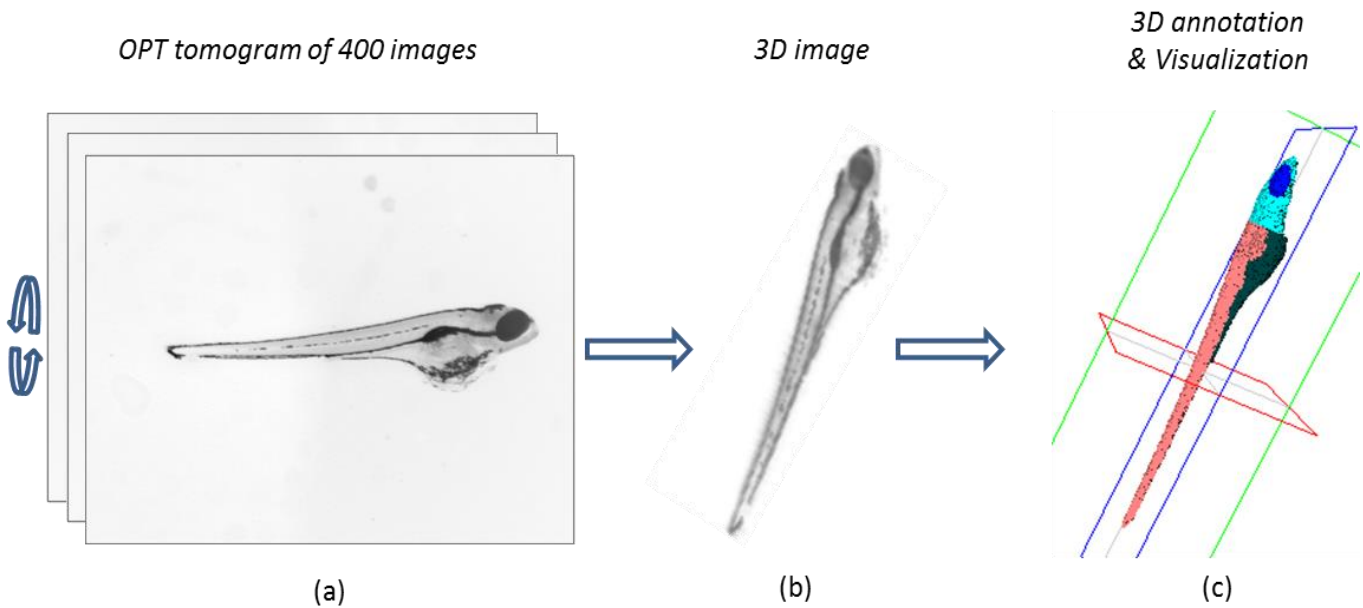 OPT tomogram of 400 images
3D image
3D annotation
& Visualization
(a)
(b)
(c)